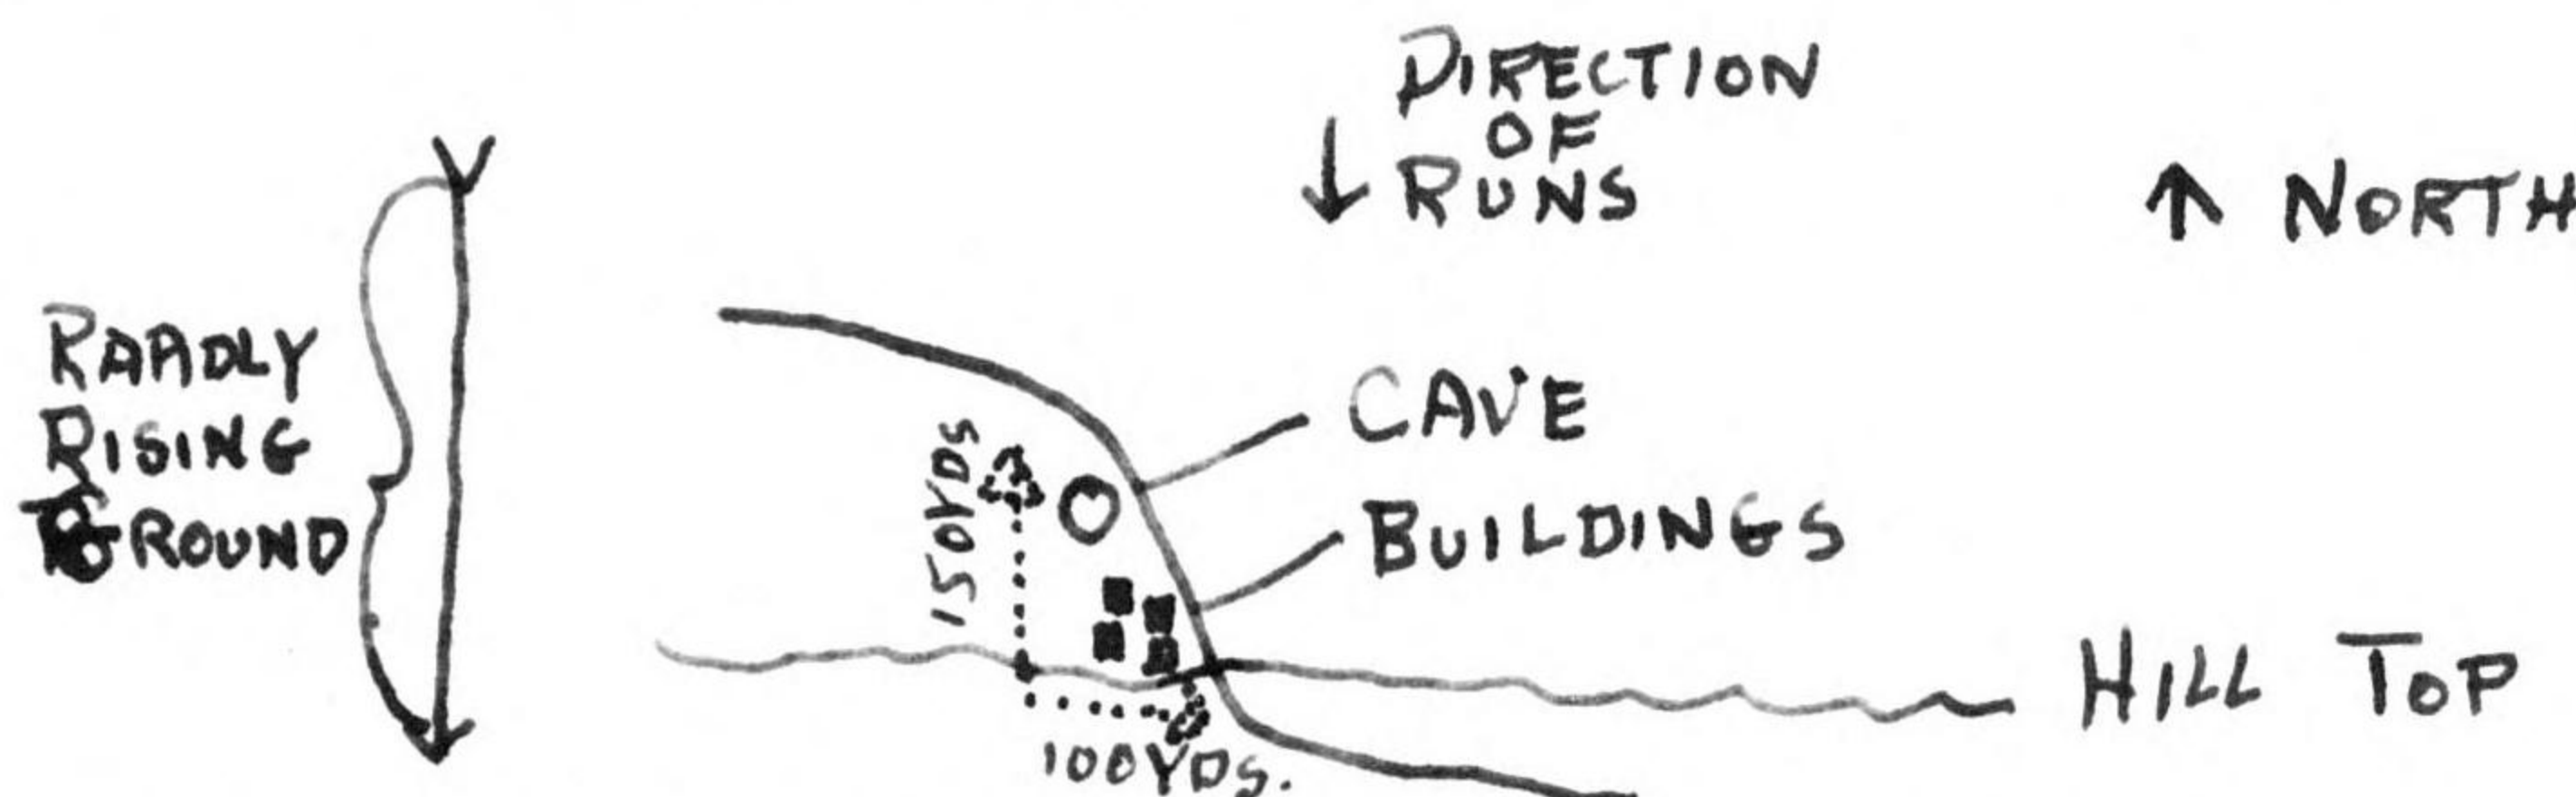 DIRECTION
OF
RUNS
NORTH
RAPIDLY
RISING
GROUND
150YDS
CAVE
BUILDINGS
HILL TOP
100YDS.